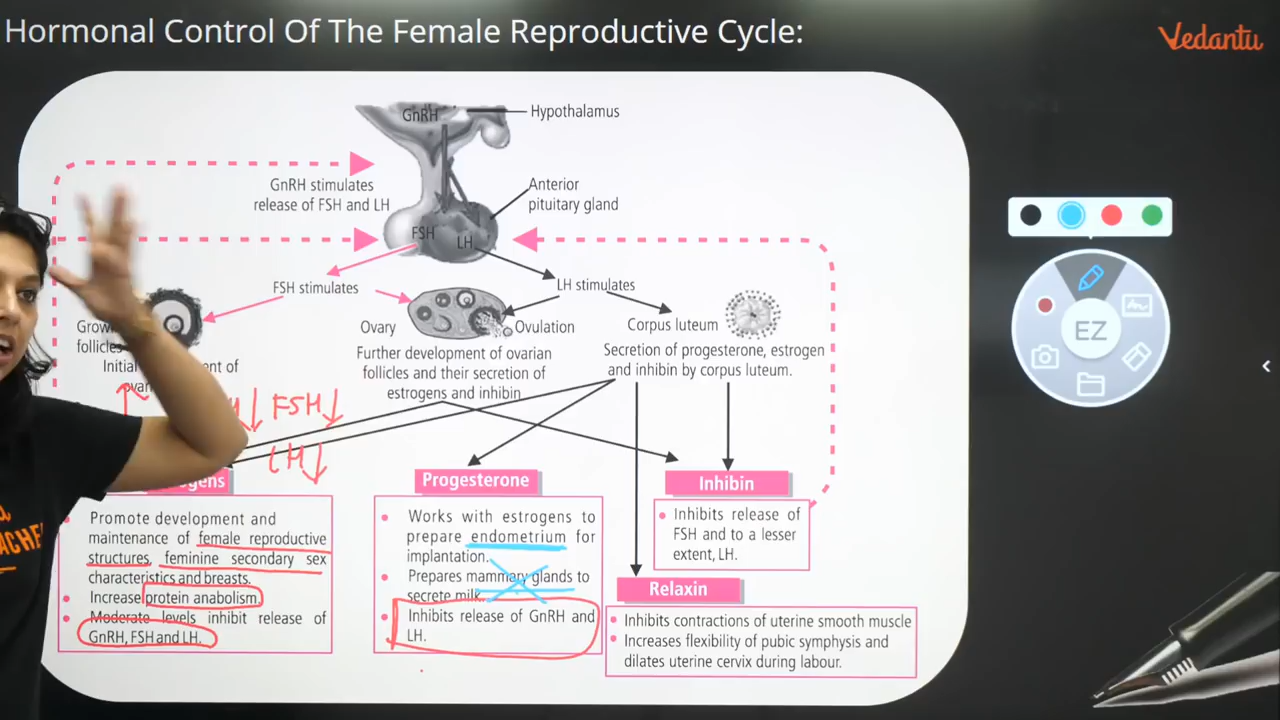 Hormonal Control Of The Female Reproductive Cycle:
Vedantu
GnRH
Hypothalamus
GnRH stimulates
release of FSH and LH
Anterior
pituitary gland
FSH
LH
FSH stimulates
LH stimulates
Ovary
Ovulation
Corpus luteum
follicles
Further development of ovarian
follicles and their secretion of
estrogens and inhibin
Secretion of progesterone, estrogen
and inhibin by corpus luteum.
Initial
of
FSH↓
LH↓
Progesterone
Inhibin
Promote development and
maintenance of female reproductive
structures, feminine secondary sex
characteristics and breasts.
• Increase protein anabolism.
• Moderate levels inhibit release of
GnRH, FSH and LH.
• Works with estrogens to
prepare endometrium for
implantation.
• Prepares mammary glands to
secrete milk.
• Inhibits release of GnRH and
LH.
• Inhibits release of
FSH and to a lesser
extent, LH.
Relaxin
• Inhibits contractions of uterine smooth muscle
• Increases flexibility of pubic symphysis and
dilates uterine cervix during labour.
EZ